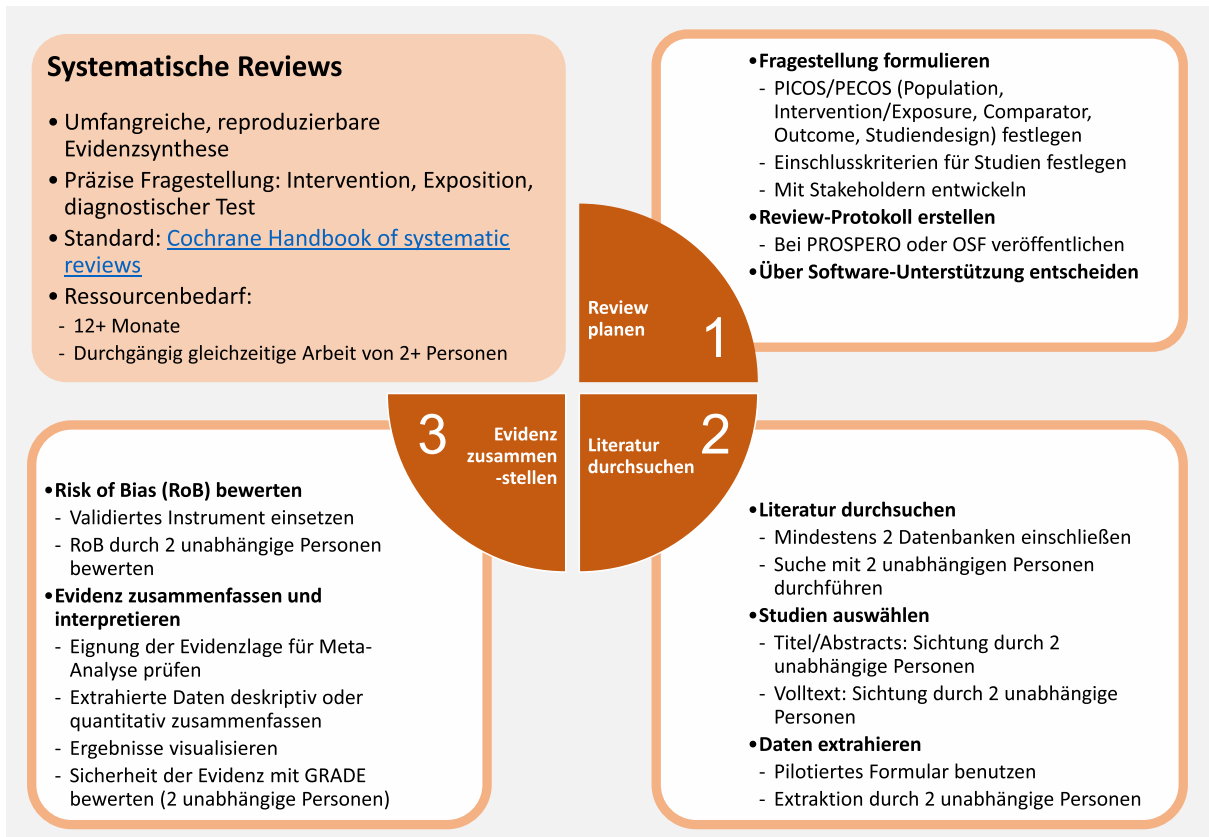 Systematische Reviews
• Umfangreiche, reproduzierbare
Evidenzsynthese
• Präzise Fragestellung: Intervention, Exposition,
diagnostischer Test
• Standard: Cochrane Handbook of systematic
reviews
• Ressourcenbedarf:
- 12+ Monate
- Durchgängig gleichzeitige Arbeit von 2+ Personen
•Fragestellung formulieren
- PICOS/PECOS (Population,
Intervention/Exposure, Comparator,
Outcome, Studiendesign) festlegen
- Einschlusskriterien für Studien festlegen
- Mit Stakeholdern entwickeln
•Review-Protokoll erstellen
- Bei PROSPERO oder OSF veröffentlichen
•Über Software-Unterstützung entscheiden
Review
planen
1
2
Literatur
durchsuchen
•Literatur durchsuchen
- Mindestens 2 Datenbanken einschließen
- Suche mit 2 unabhängigen Personen
durchführen
•Studien auswählen
- Titel/Abstracts: Sichtung durch 2
unabhängige Personen
- Volltext: Sichtung durch 2 unabhängige
Personen
•Daten extrahieren
- Pilotiertes Formular benutzen
- Extraktion durch 2 unabhängige Personen
3
Evidenz
zusammen
-stellen
•Risk of Bias (RoB) bewerten
- Validiertes Instrument einsetzen
- RoB durch 2 unabhängige Personen
bewerten
•Evidenz zusammenfassen und
interpretieren
- Eignung der Evidenzlage für Meta-
Analyse prüfen
- Extrahierte Daten deskriptiv oder
quantitativ zusammenfassen
- Ergebnisse visualisieren
- Sicherheit der Evidenz mit GRADE
bewerten (2 unabhängige Personen)